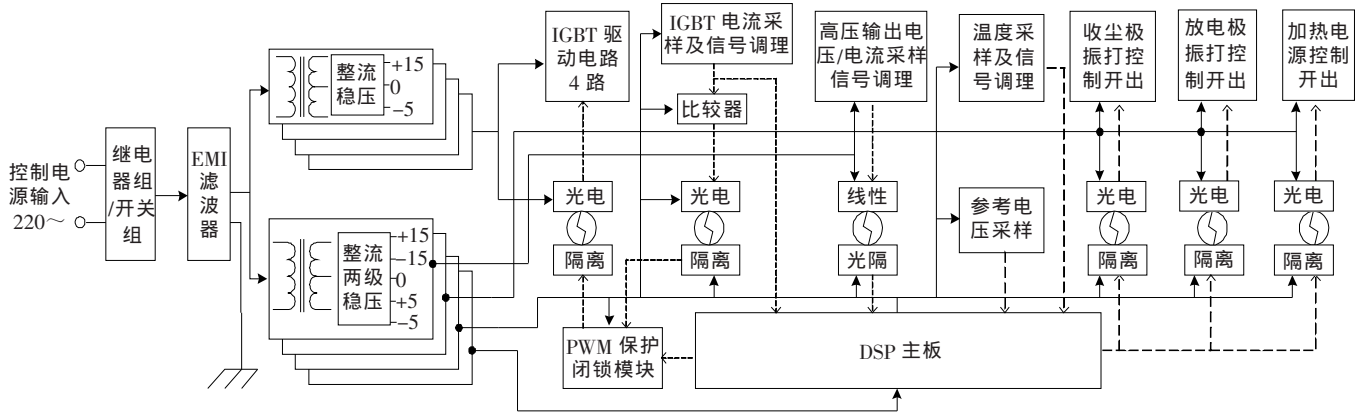 控制电
源输入
220～
继电
器组
/开关
组
EMI
滤
波
器
整流
稳压
+15
0
−5
整流
两级
稳压
+15
−15
0
+5
−5
IGBT 驱
动电路
4 路
光电
隔离
PWM 保护
闭锁模块
IGBT 电流采
样及信号调理
比较器
光电
隔离
高压输出电
压/电流采样
信号调理
线性
光隔
DSP 主板
温度采
样及信
号调理
参考电
压采样
收尘极
振打控
制开出
光电
隔离
放电极
振打控
制开出
光电
隔离
加热电
源控制
开出
光电
隔离